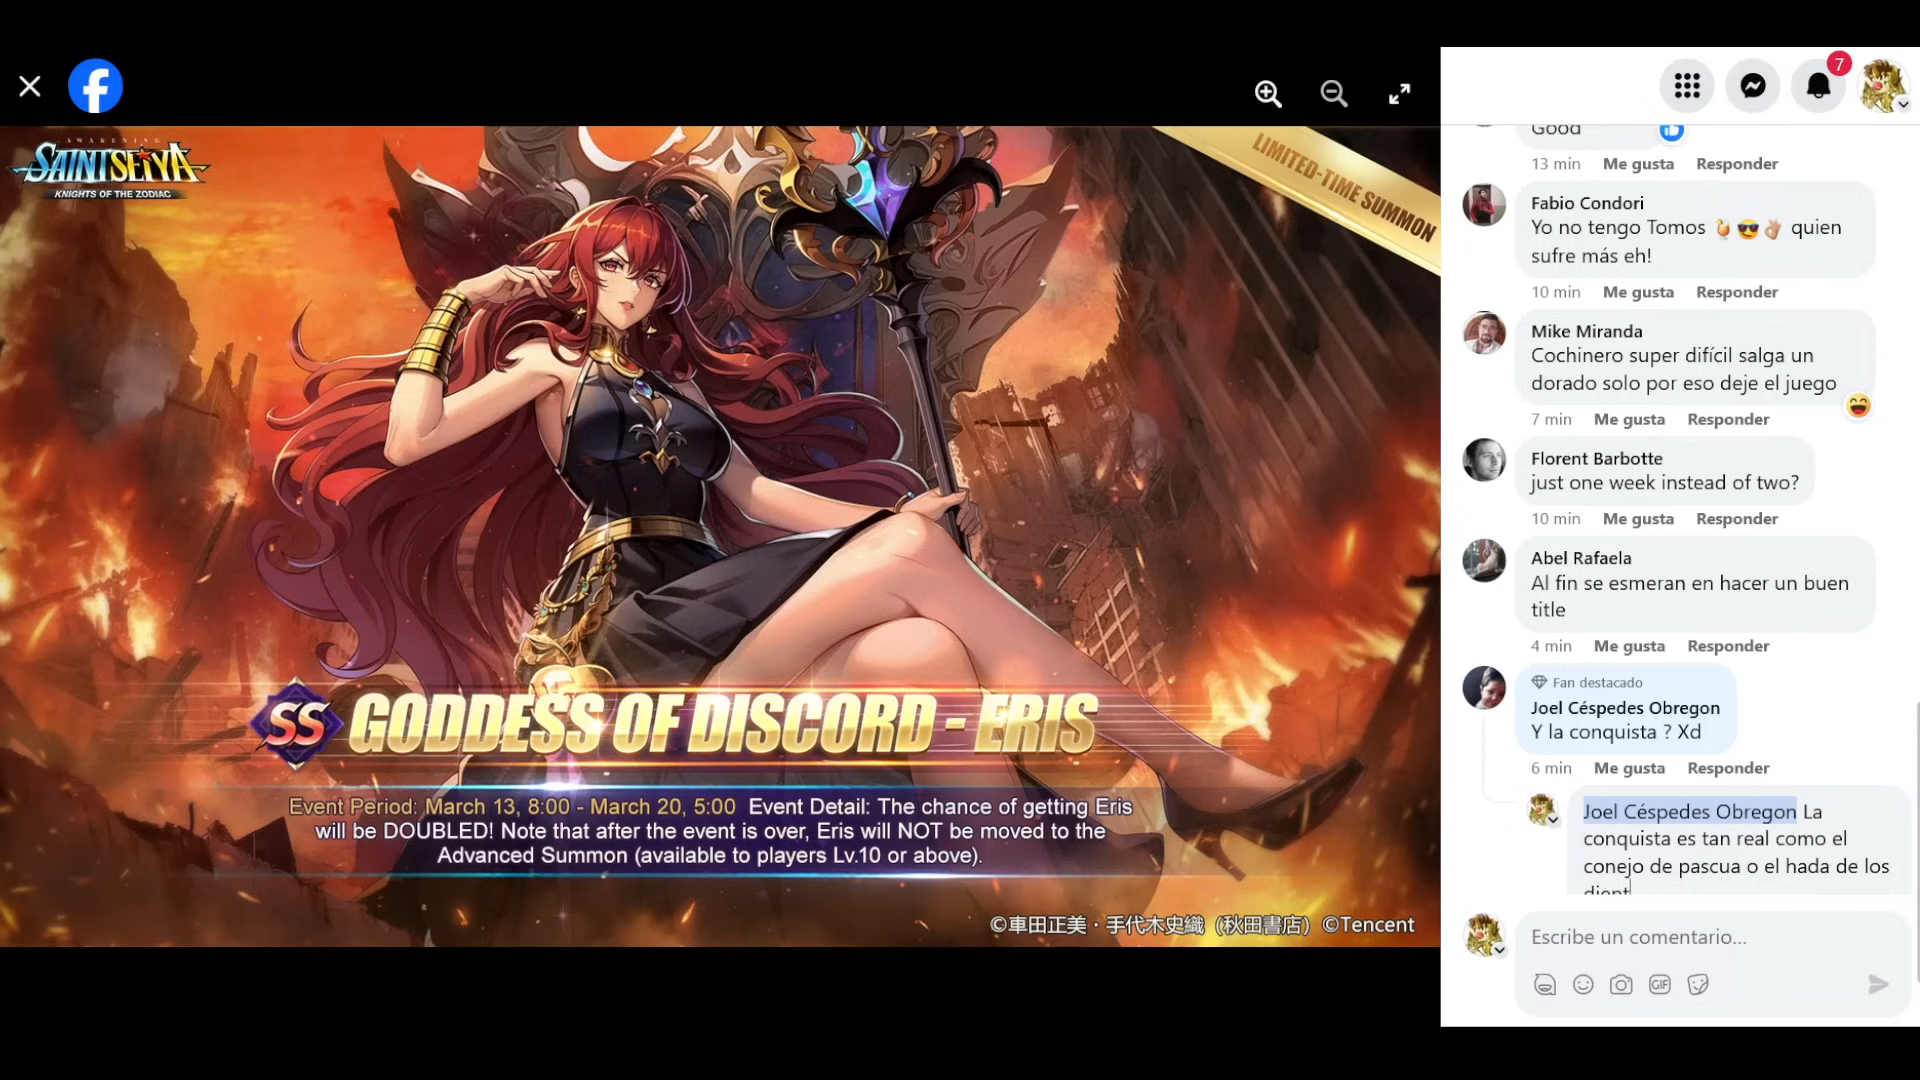 AWAKENING
SAINT SEIYA
KNIGHTS OF THE ZODIAC
LIMITED-TIME SUMMON
SS GODDESS OF DISCORD - ERIS
Event Period: March 13, 8:00 - March 20, 5:00 Event Detail: The chance of getting Eris
will be DOUBLED! Note that after the event is over, Eris will NOT be moved to the
Advanced Summon (available to players Lv.10 or above).
©車田正美・手代木史織 (秋田書店) ©Tencent
7
Good
13 min Me gusta Responder
Fabio Condori
Yo no tengo Tomos 🍹😎✌🏼 quien
sufre más eh!
10 min Me gusta Responder
Mike Miranda
Cochinero super difícil salga un
dorado solo por eso deje el juego
7 min Me gusta Responder
Florent Barbotte
just one week instead of two?
10 min Me gusta Responder
Abel Rafaela
Al fin se esmeran en hacer un buen
title
4 min Me gusta Responder
Fan destacado
Joel Céspedes Obregon
Y la conquista ? Xd
6 min Me gusta Responder
Joel Céspedes Obregon La
conquista es tan real como el
conejo de pascua o el hada de los
dient
Escribe un comentario...
GIF